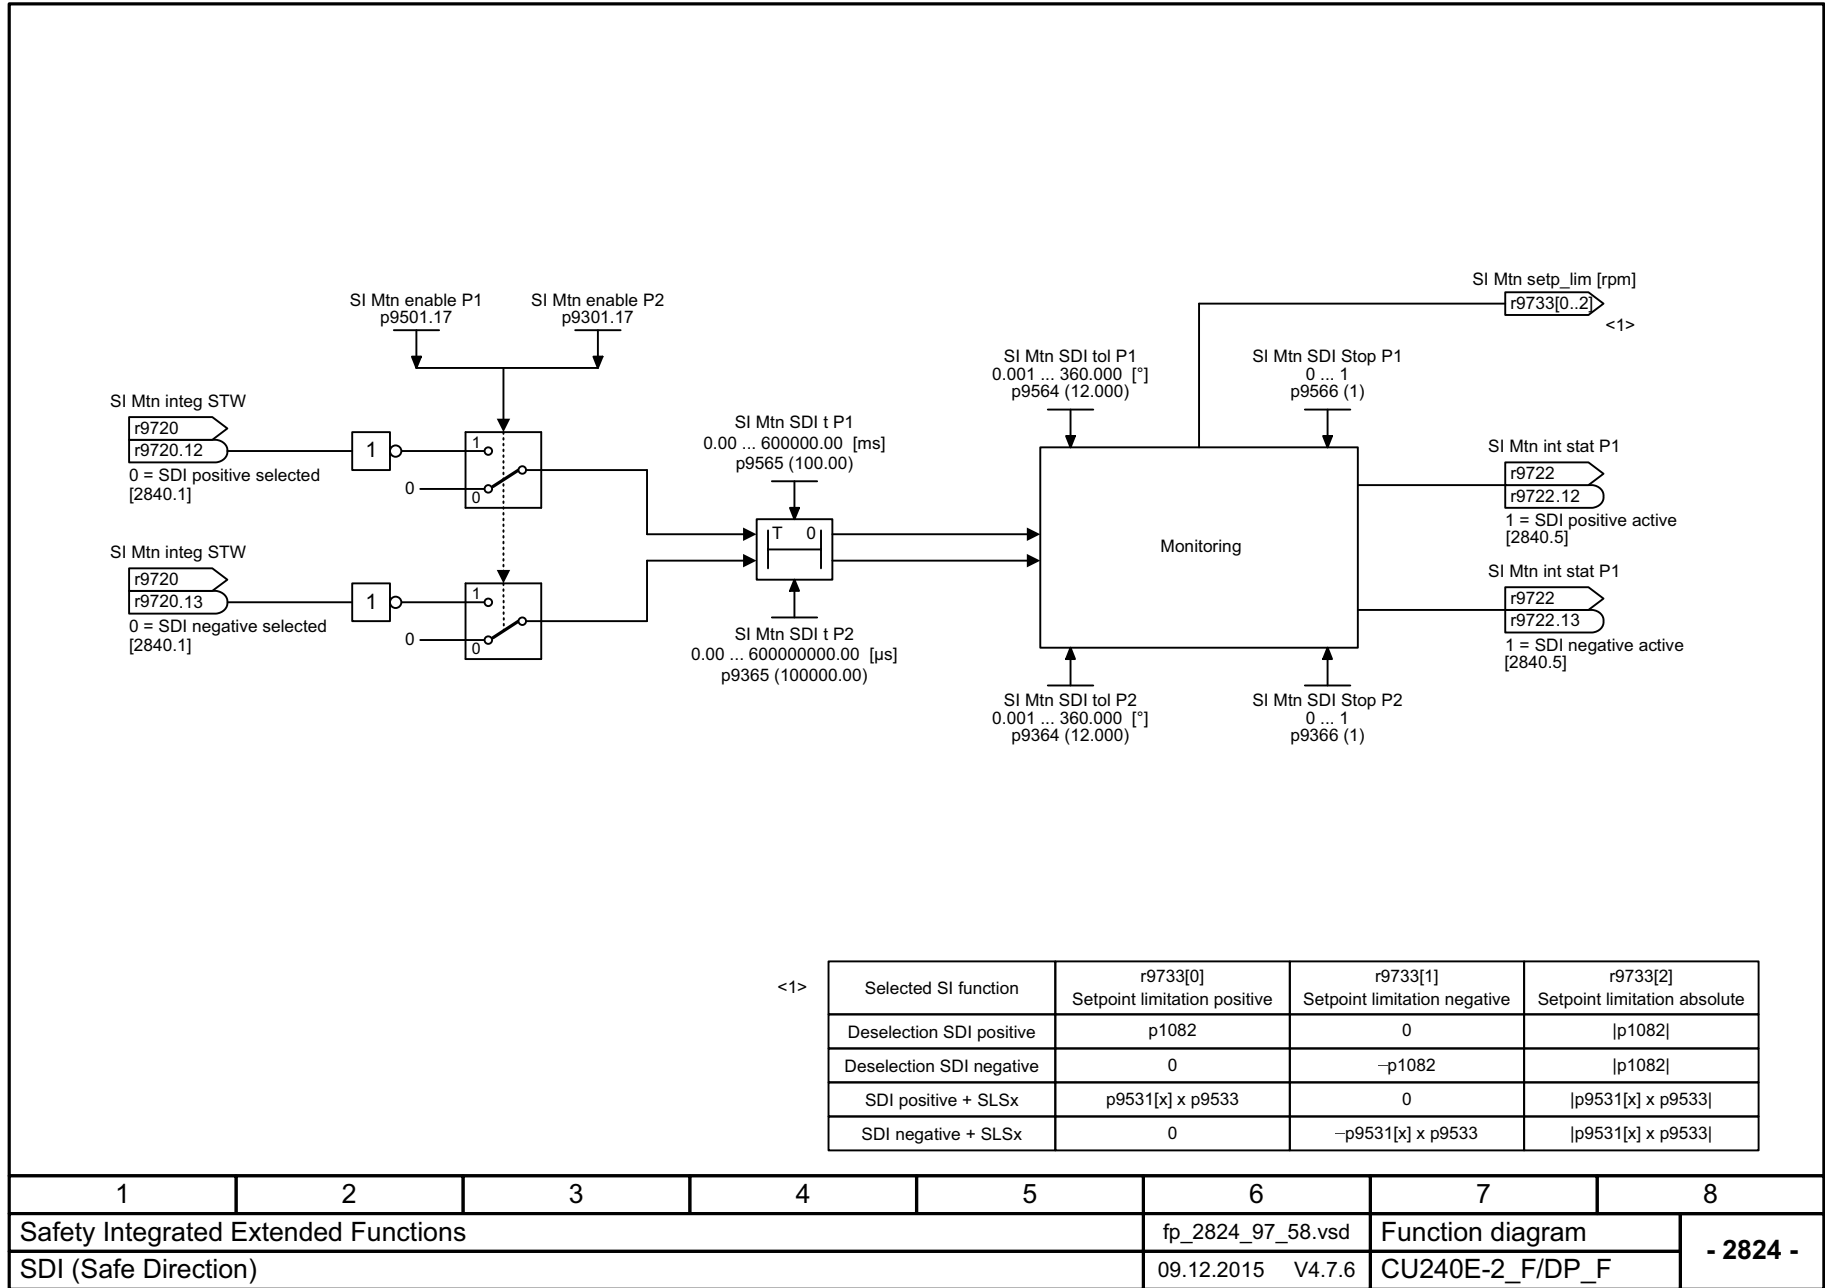 SI Mtn setp_lim [rpm]
r9733[0..2]
<1>
SI Mtn enable P1
p9501.17
SI Mtn enable P2
p9301.17
SI Mtn integ STW
r9720
r9720.12
0 = SDI positive selected
[2840.1]
1
1
0
0
SI Mtn integ STW
r9720
r9720.13
0 = SDI negative selected
[2840.1]
1
1
0
0
SI Mtn SDI t P1
0.00 ... 600000.00 [ms]
p9565 (100.00)
T 0
SI Mtn SDI t P2
0.00 ... 600000000.00 [µs]
p9365 (100000.00)
SI Mtn SDI tol P1
0.001 ... 360.000 [°]
p9564 (12.000)
SI Mtn SDI Stop P1
0 ... 1
p9566 (1)
Monitoring
SI Mtn SDI tol P2
0.001 ... 360.000 [°]
p9364 (12.000)
SI Mtn SDI Stop P2
0 ... 1
p9366 (1)
SI Mtn int stat P1
r9722
r9722.12
1 = SDI positive active
[2840.5]
SI Mtn int stat P1
r9722
r9722.13
1 = SDI negative active
[2840.5]
<1>
Selected SI function
r9733[0]
Setpoint limitation positive
r9733[1]
Setpoint limitation negative
r9733[2]
Setpoint limitation absolute
Deselection SDI positive p1082 0 |p1082|
Deselection SDI negative 0 –p1082 |p1082|
SDI positive + SLSx p9531[x] x p9533 0 |p9531[x] x p9533|
SDI negative + SLSx 0 –p9531[x] x p9533 |p9531[x] x p9533|
1 2 3 4 5 6 7 8
Safety Integrated Extended Functions fp_2824_97_58.vsd Function diagram
- 2824 -
SDI (Safe Direction) 09.12.2015 V4.7.6 CU240E-2_F/DP_F